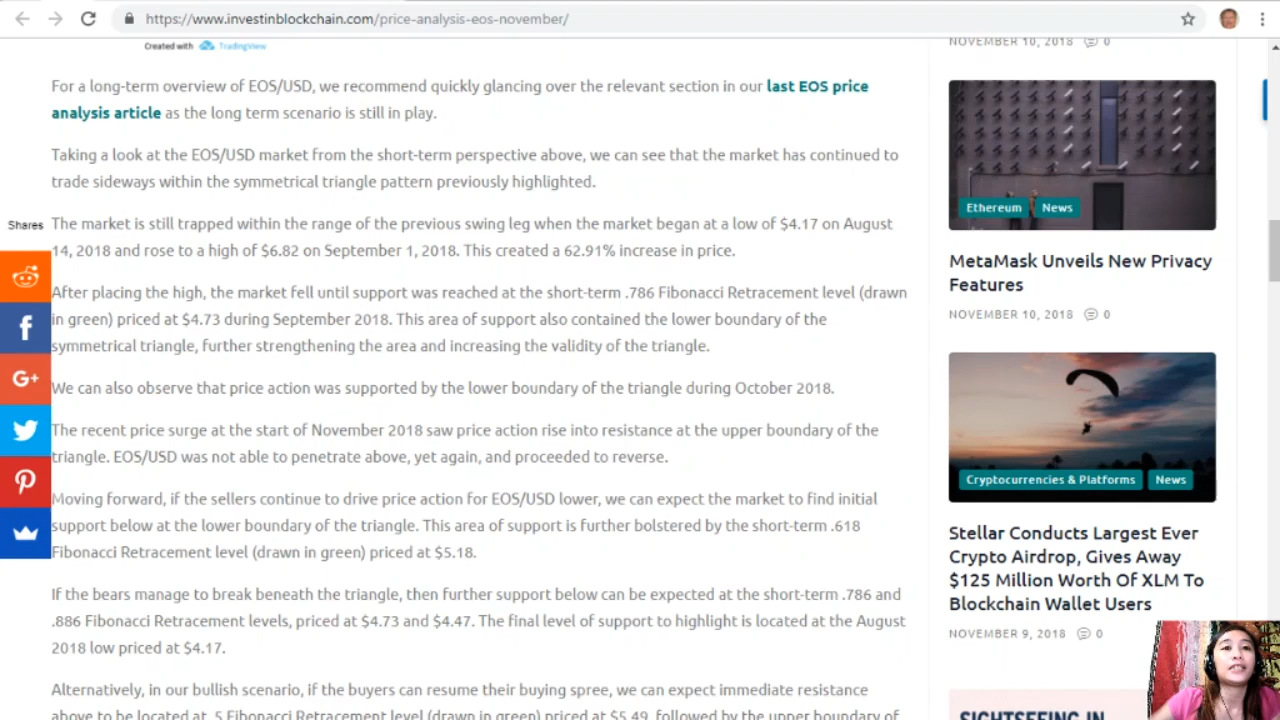 https://www.investinblockchain.com/price-analysis-eos-november/
Created with TradingView
For a long-term overview of EOS/USD, we recommend quickly glancing over the relevant section in our last EOS price
analysis article as the long term scenario is still in play.
Taking a look at the EOS/USD market from the short-term perspective above, we can see that the market has continued to
trade sideways within the symmetrical triangle pattern previously highlighted.
Shares
The market is still trapped within the range of the previous swing leg when the market began at a low of $4.17 on August
14, 2018 and rose to a high of $6.82 on September 1, 2018. This created a 62.91% increase in price.
After placing the high, the market fell until support was reached at the short-term .786 Fibonacci Retracement level (drawn
in green) priced at $4.73 during September 2018. This area of support also contained the lower boundary of the
symmetrical triangle, further strengthening the area and increasing the validity of the triangle.
We can also observe that price action was supported by the lower boundary of the triangle during October 2018.
The recent price surge at the start of November 2018 saw price action rise into resistance at the upper boundary of the
triangle. EOS/USD was not able to penetrate above, yet again, and proceeded to reverse.
Moving forward, if the sellers continue to drive price action for EOS/USD lower, we can expect the market to find initial
support below at the lower boundary of the triangle. This area of support is further bolstered by the short-term .618
Fibonacci Retracement level (drawn in green) priced at $5.18.
If the bears manage to break beneath the triangle, then further support below can be expected at the short-term .786 and
.886 Fibonacci Retracement levels, priced at $4.73 and $4.47. The final level of support to highlight is located at the August
2018 low priced at $4.17.
Alternatively, in our bullish scenario, if the buyers can resume their buying spree, we can expect immediate resistance
above to be located at .5 Fibonacci Retracement level (drawn in green) priced at $5.49, followed by the upper boundary of
NOVEMBER 10, 2018 0
Ethereum News
MetaMask Unveils New Privacy
Features
NOVEMBER 10, 2018 0
Cryptocurrencies & Platforms News
Stellar Conducts Largest Ever
Crypto Airdrop, Gives Away
$125 Million Worth Of XLM To
Blockchain Wallet Users
NOVEMBER 9, 2018 0
SIGHTSEEING IN